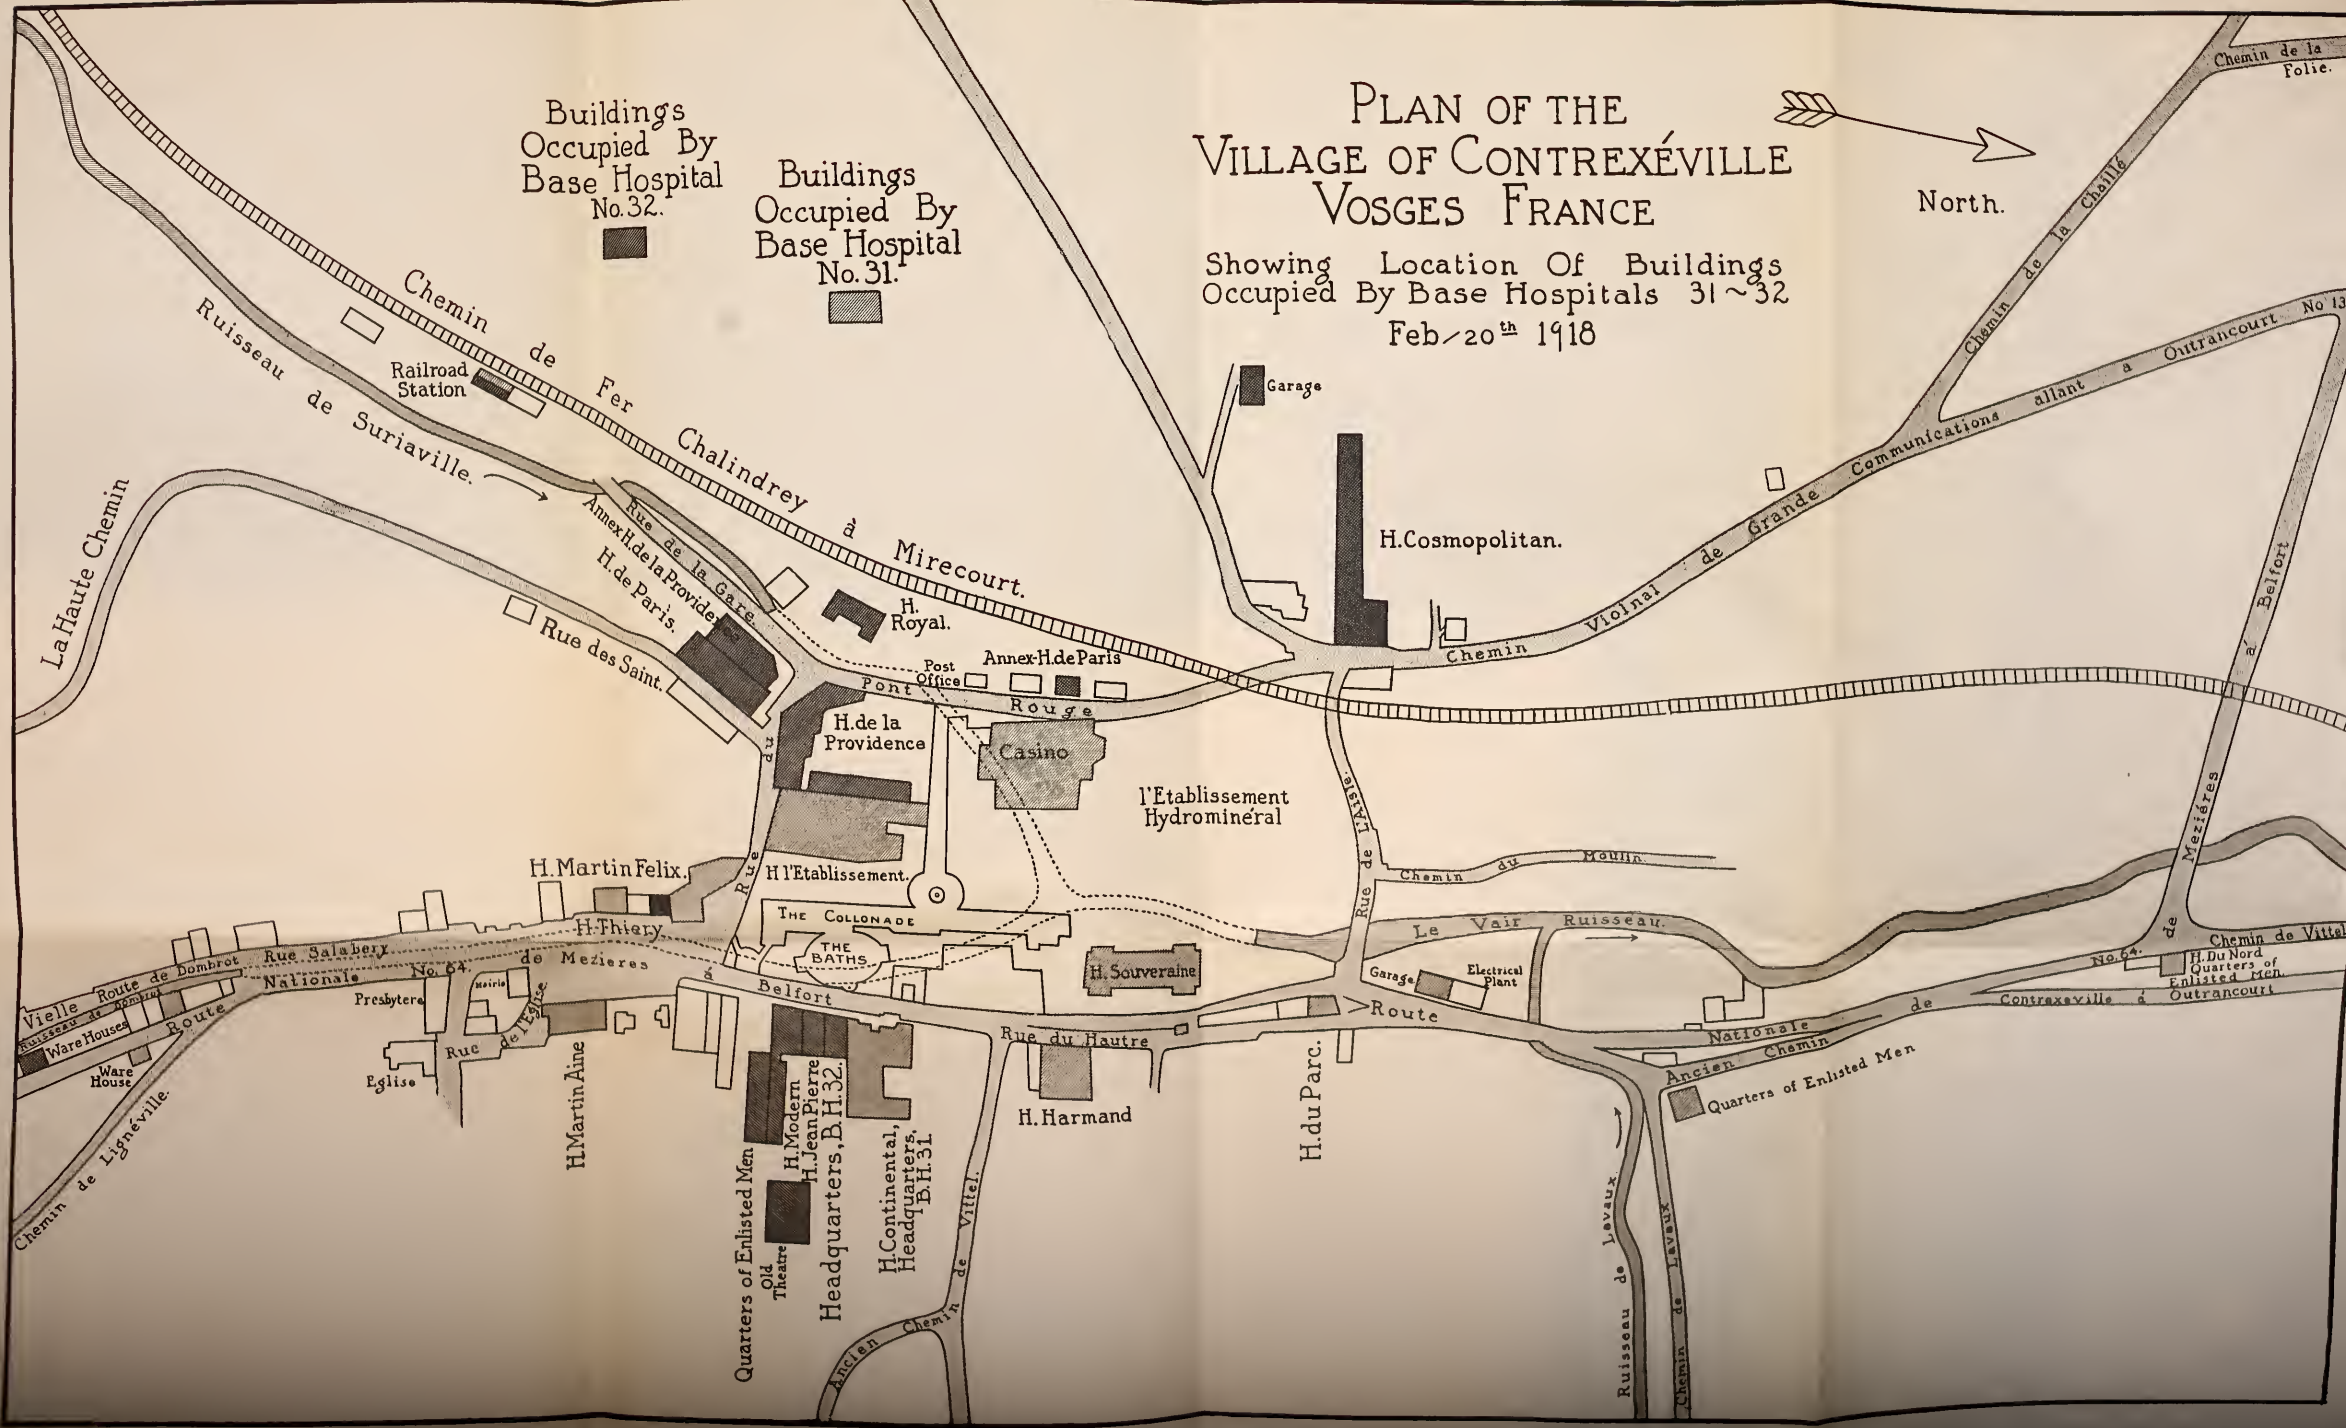 PLAN OF THE
VILLAGE OF CONTREXÉVILLE
VOSGES FRANCE
Showing Location Of Buildings
Occupied By Base Hospitals 31~32
Feb/20th 1918
North.
Buildings
Occupied By
Base Hospital
No.32.
Buildings
Occupied By
Base Hospital
No.31.
Chemin de la
Folie.
Chemin de la Chaillé
Chemin Violnal de Grande Communications allant a Outrancourt No 13
Chemin de Fer Chalindrey à Mirecourt.
Ruisseau de Suriaville.
Railroad
Station
La Haute Chemin
Rue de la Gare.
Annex H. de la Providence
H. de Paris.
Rue des Saint.
H.
Royal.
Post
Office
Annex-H. de Paris
Pont Rouge
Garage
H. Cosmopolitan.
H. de la
Providence
Casino
l'Etablissement
Hydrominéral
Rue de L'Aisle.
Rue du
H. Martin Felix.
H l'Etablissement.
THE COLLONADE
THE
BATHS
H. Thiery
H. Souveraine
Chemin du Moulin.
Le Vair Ruisseau.
Garage
Electrical
Plant
Route de Mezières à Belfort
Chemin de Vittel
No. 64.
H. Du Nord
Quarters of
Enlisted Men.
Contrexeville à Outrancourt
Vielle Route de Dombrot
Rue Salabery
Ruisseau de Dombrot
Ware Houses
Ware
House
Route Nationale No. 64. de Mezieres á Belfort
Presbytere
Mairie
Rue de l'Eglise
Eglise
Chemin de Lignéville.
H. Martin Aine
Quarters of Enlisted Men
Old
Theatre
H. Modern
H. Jean Pierre
Headquarters, B.H.32.
H. Continental,
Headquarters,
B.H.31
Rue du Hautre
H. Harmand
H. du Parc.
Route Nationale de
Ancien Chemin
Quarters of Enlisted Men
Chemin de Vittel.
Ancien Chemin
Ruisseau de Lavaux
Chemin de Lavaux